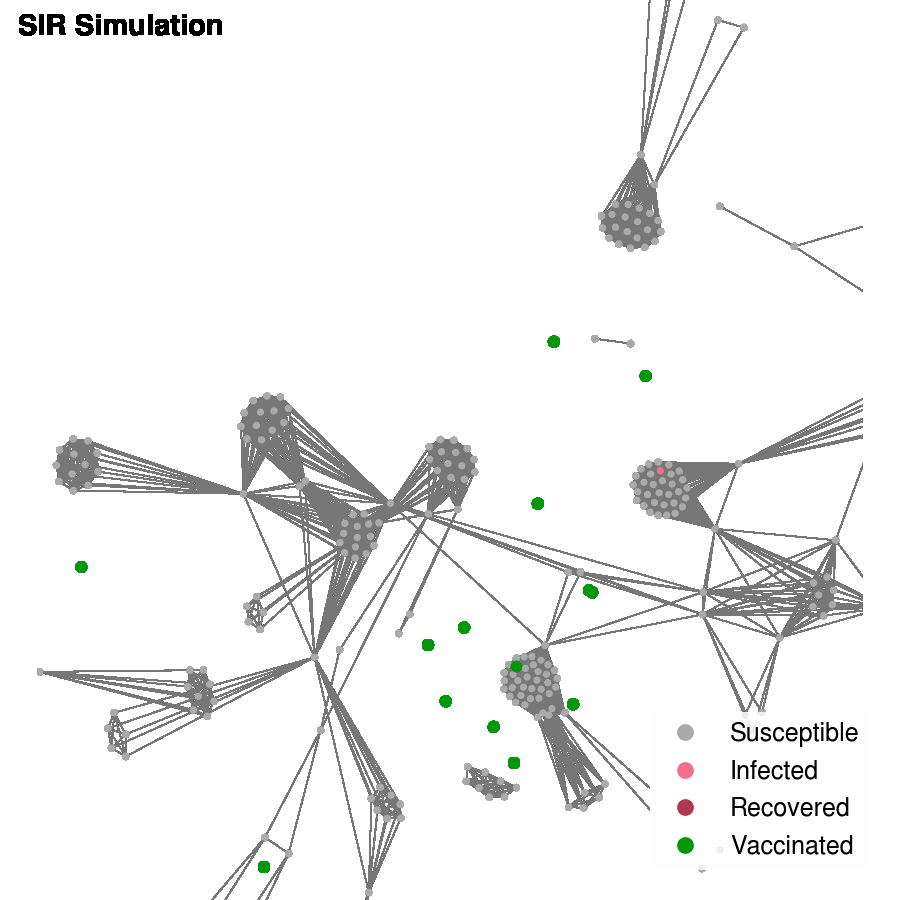 SIR Simulation
Susceptible
Infected
Recovered
Vaccinated